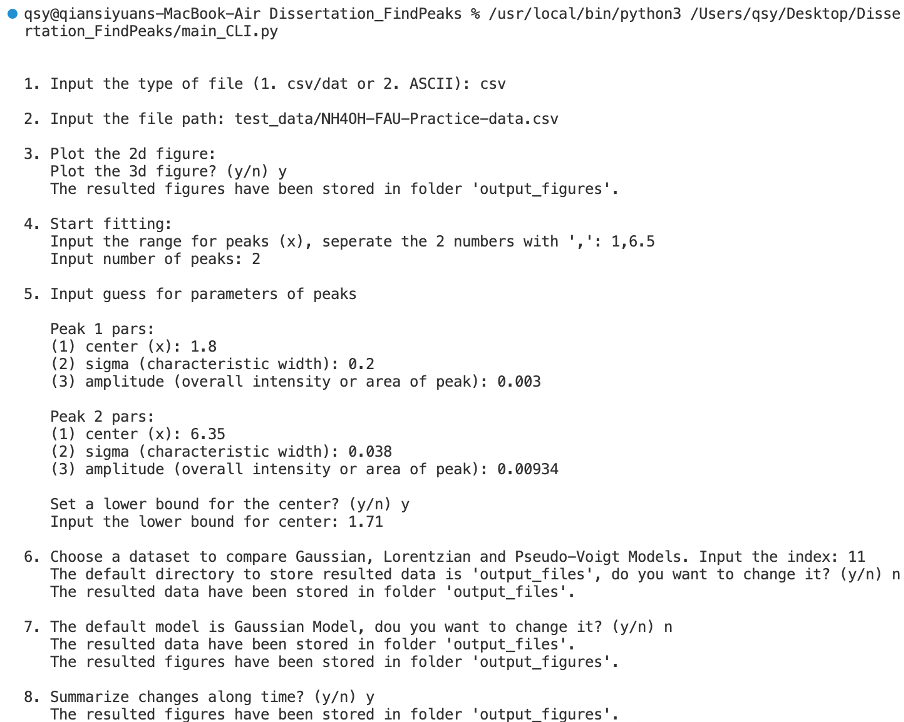 qsy@qiansiyuans-MacBook-Air Dissertation_FindPeaks % /usr/local/bin/python3 /Users/qsy/Desktop/Disse
rtation_FindPeaks/main_CLI.py
1. Input the type of file (1. csv/dat or 2. ASCII): csv
2. Input the file path: test_data/NH4OH-FAU-Practice-data.csv
3. Plot the 2d figure:
Plot the 3d figure? (y/n) y
The resulted figures have been stored in folder 'output_figures'.
4. Start fitting:
Input the range for peaks (x), seperate the 2 numbers with ',': 1,6.5
Input number of peaks: 2
5. Input guess for parameters of peaks
Peak 1 pars:
(1) center (x): 1.8
(2) sigma (characteristic width): 0.2
(3) amplitude (overall intensity or area of peak): 0.003
Peak 2 pars:
(1) center (x): 6.35
(2) sigma (characteristic width): 0.038
(3) amplitude (overall intensity or area of peak): 0.00934
Set a lower bound for the center? (y/n) y
Input the lower bound for center: 1.71
6. Choose a dataset to compare Gaussian, Lorentzian and Pseudo-Voigt Models. Input the index: 11
The default directory to store resulted data is 'output_files', do you want to change it? (y/n) n
The resulted data have been stored in folder 'output_files'.
7. The default model is Gaussian Model, dou you want to change it? (y/n) n
The resulted data have been stored in folder 'output_files'.
The resulted figures have been stored in folder 'output_figures'.
8. Summarize changes along time? (y/n) y
The resulted figures have been stored in folder 'output_figures'.